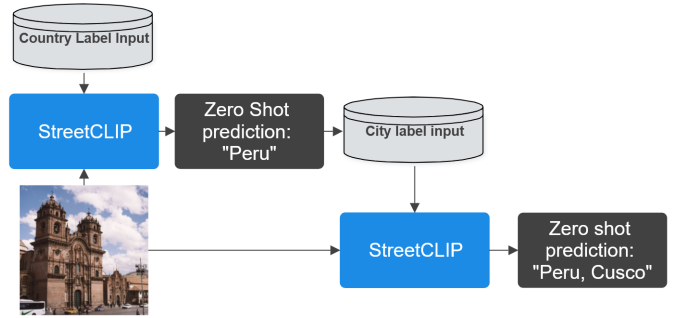 Country Label Input
StreetCLIP
Zero Shot
prediction:
"Peru"
City label input
StreetCLIP
Zero shot
prediction:
"Peru, Cusco"